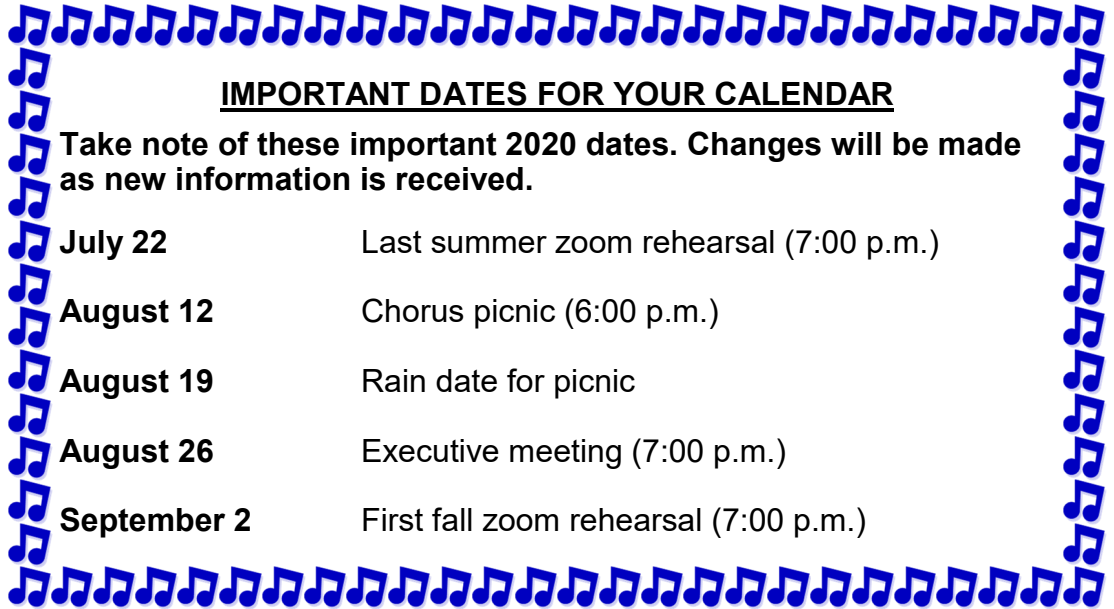 IMPORTANT DATES FOR YOUR CALENDAR
Take note of these important 2020 dates. Changes will be made
as new information is received.
July 22 Last summer zoom rehearsal (7:00 p.m.)
August 12 Chorus picnic (6:00 p.m.)
August 19 Rain date for picnic
August 26 Executive meeting (7:00 p.m.)
September 2 First fall zoom rehearsal (7:00 p.m.)